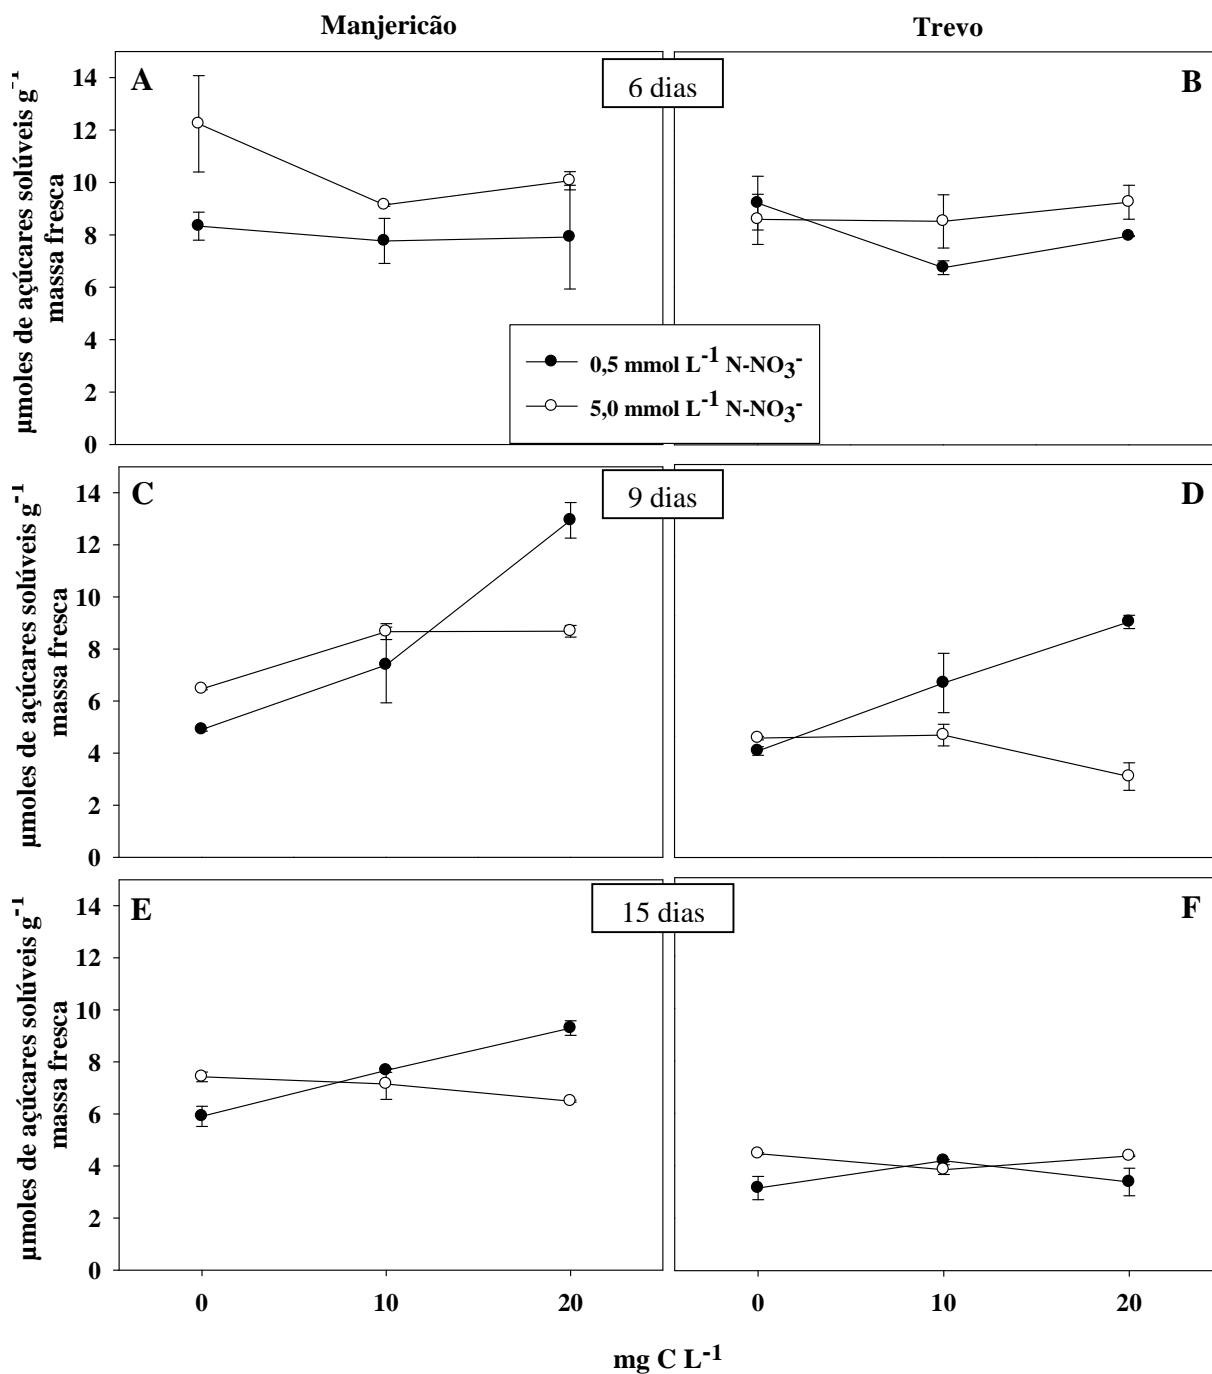 Manjericão
Trevo
A
6 dias
B
14
12
10
8
6
4
2
0
µmoles de açúcares solúveis g-1
massa fresca
0,5 mmol L-1 N-NO3-
5,0 mmol L-1 N-NO3-
C
9 dias
D
14
12
10
8
6
4
2
0
µmoles de açúcares solúveis g-1
massa fresca
E
15 dias
F
14
12
10
8
6
4
2
0
µmoles de açúcares solúveis g-1
massa fresca
0
10
20
0
10
20
mg C L-1